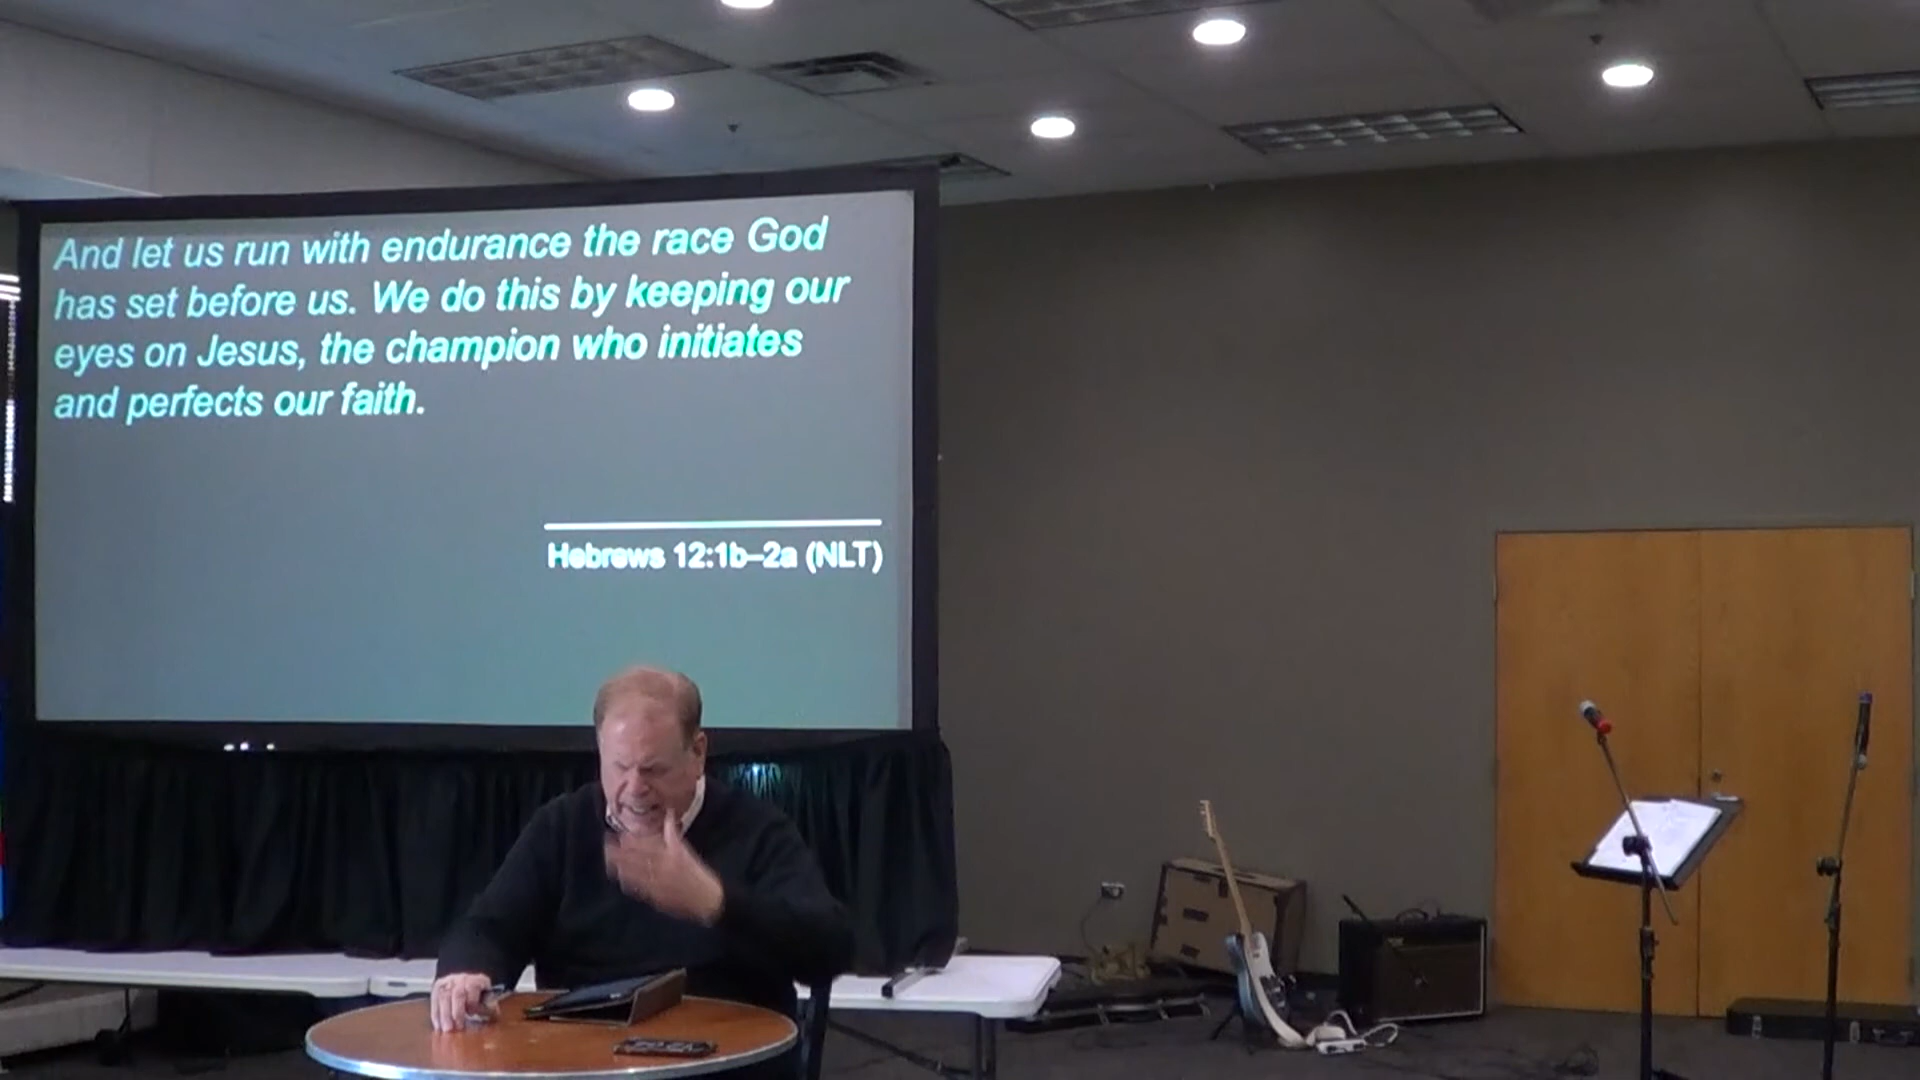 And let us run with endurance the race God
has set before us. We do this by keeping our
eyes on Jesus, the champion who initiates
and perfects our faith.
Hebrews 12:1b–2a (NLT)